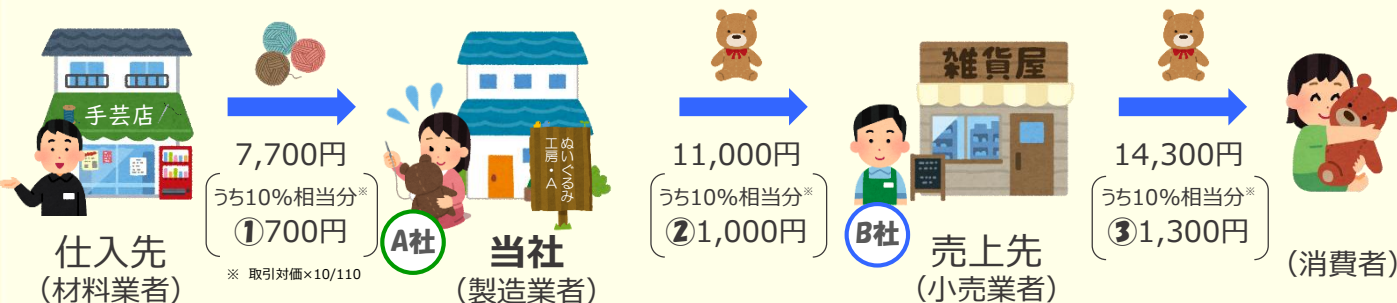 手芸店
7,700円
うち10%相当分※
①700円
※ 取引対価×10/110
仕入先
(材料業者)
ぬいぐるみ
工房・A
A社
当社
(製造業者)
11,000円
うち10%相当分※
②1,000円
雑貨屋
B社
売上先
(小売業者)
14,300円
うち10%相当分※
③1,300円
(消費者)